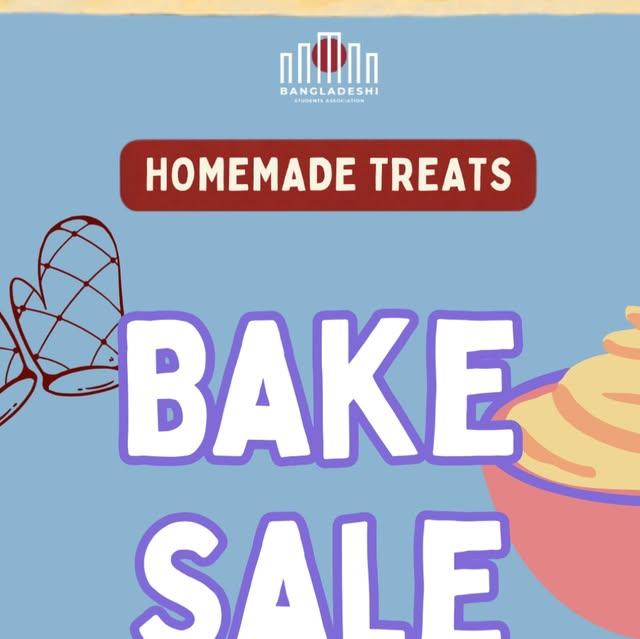 BANGLADESHI
STUDENTS ASSOCIATION
HOMEMADE TREATS
BAKE
SALE